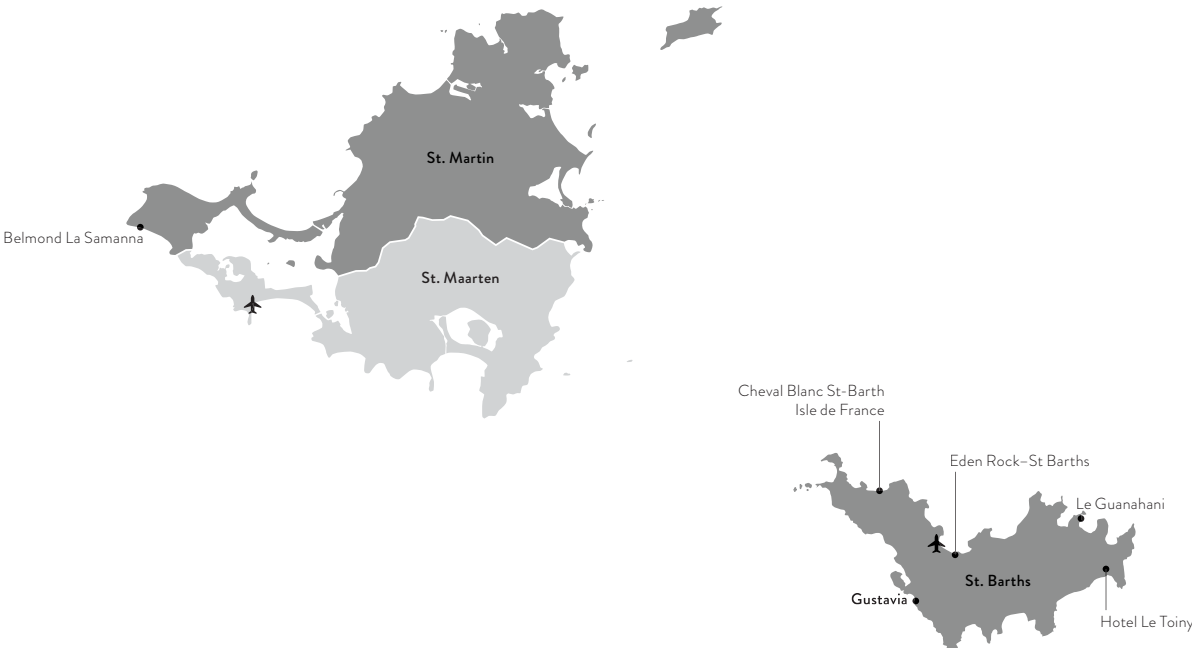 St. Martin
Belmond La Samanna
St. Maarten
Cheval Blanc St-Barth
Isle de France
Eden Rock–St Barths
Le Guanahani
St. Barths
Gustavia
Hotel Le Toiny